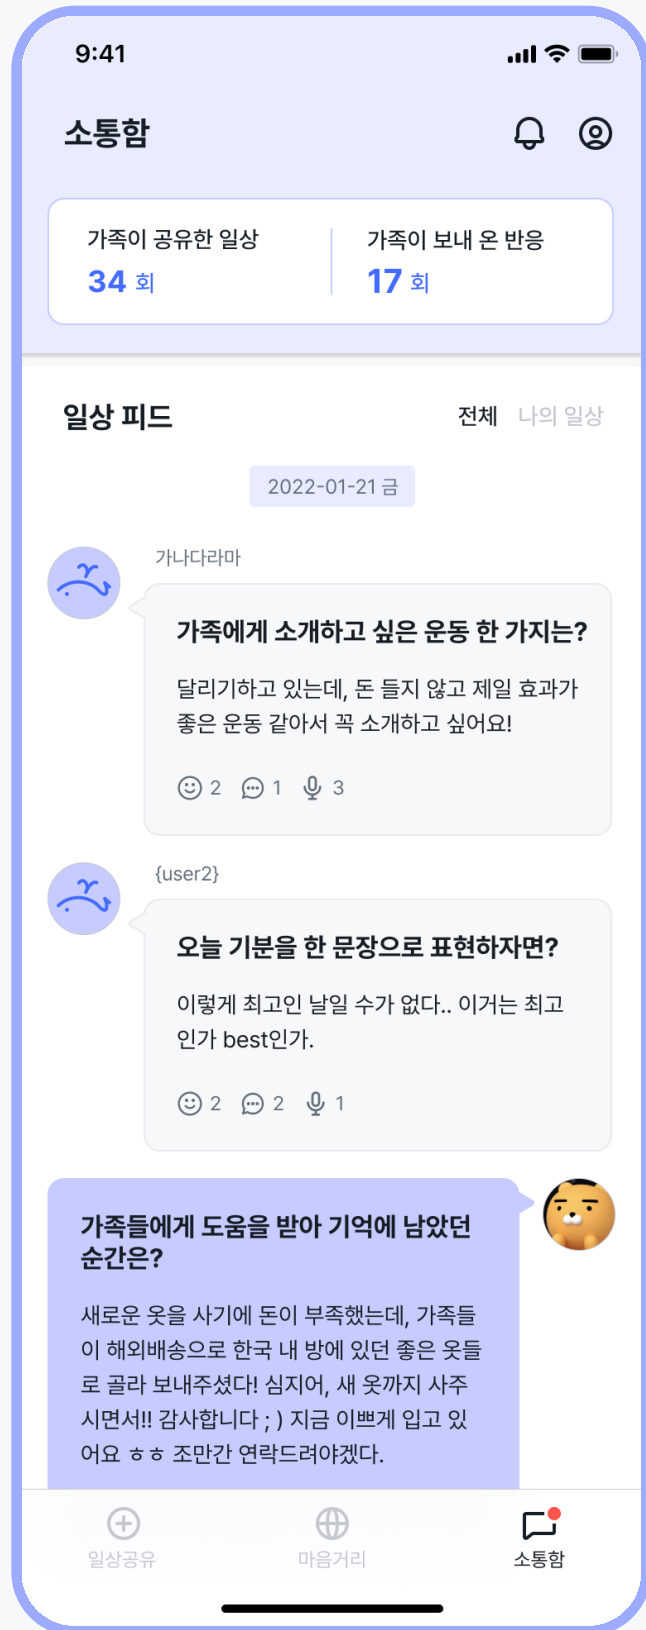 9:41
소통함
가족이 공유한 일상
34 회
가족이 보내 온 반응
17 회
일상 피드
전체 나의 일상
2022-01-21 금
가나다라마
가족에게 소개하고 싶은 운동 한 가지는?
달리기하고 있는데, 돈 들지 않고 제일 효과가
좋은 운동 같아서 꼭 소개하고 싶어요!
2 1 3
{user2}
오늘 기분을 한 문장으로 표현하자면?
이렇게 최고인 날일 수가 없다.. 이거는 최고
인가 best인가.
2 2 1
가족들에게 도움을 받아 기억에 남았던
순간은?
새로운 옷을 사기에 돈이 부족했는데, 가족들
이 해외배송으로 한국 내 방에 있던 좋은 옷들
로 골라 보내주셨다! 심지어, 새 옷까지 사주
시면서!! 감사합니다 ; ) 지금 이쁘게 입고 있
어요 ㅎㅎ 조만간 연락드려야겠다.
일상공유 마음거리 소통함